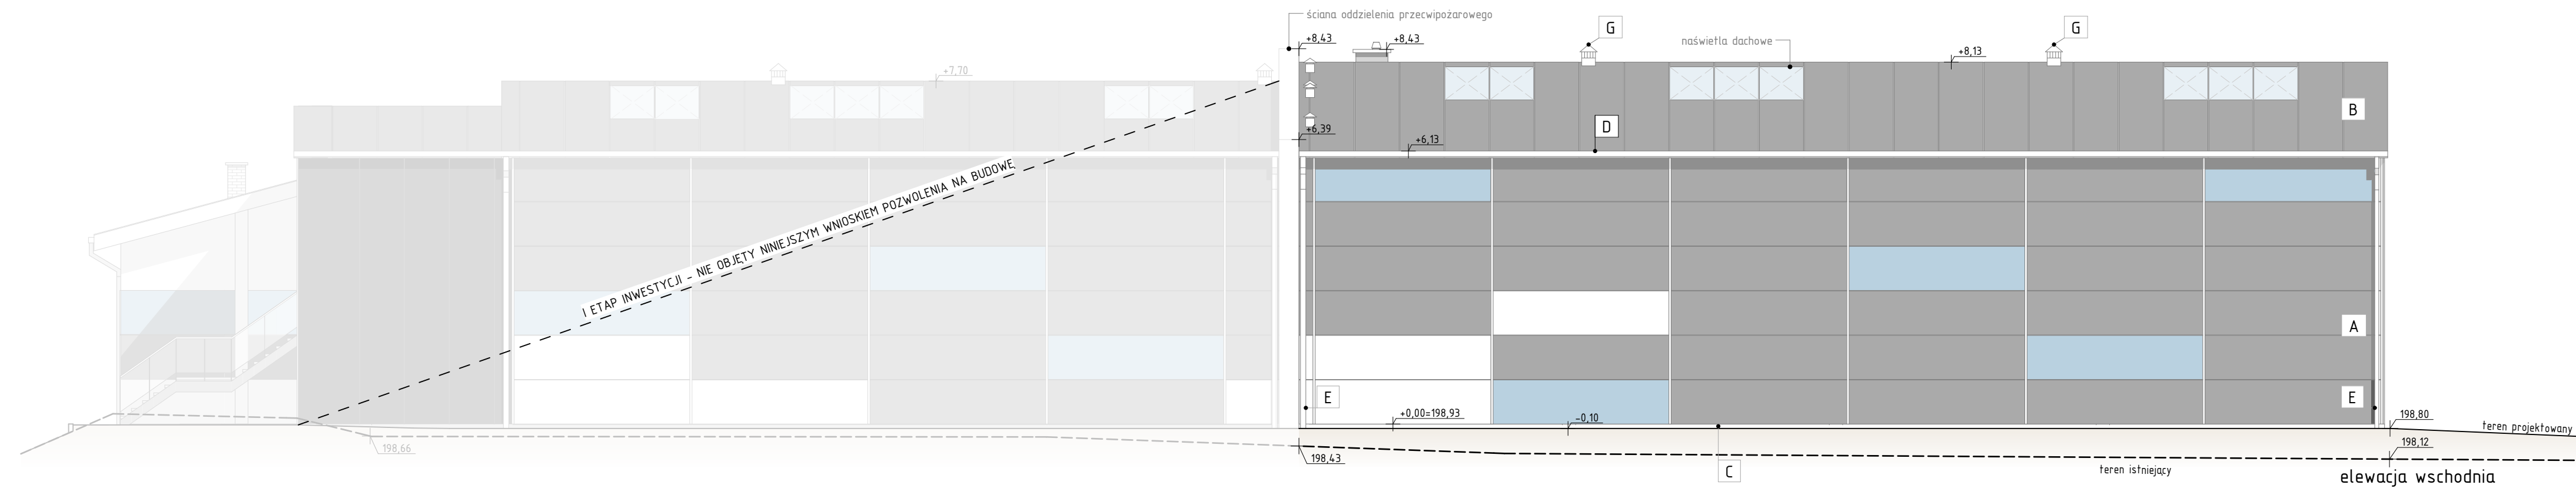 ściana oddzielenia przecwipożarowego
+8,43
+8,43
G
G
naświetla dachowe
+8,13
+7,70
B
D
+6,39
+6,13
I ETAP INWESTYCJI - NIE OBJĘTY NINIEJSZYM WNIOSKIEM POZWOLENIA NA BUDOWĘ
A
E
E
+0,00=198,93
-0,10
198,80
teren projektowany
198,66
198,43
198,12
C
teren istniejący
elewacja wschodnia